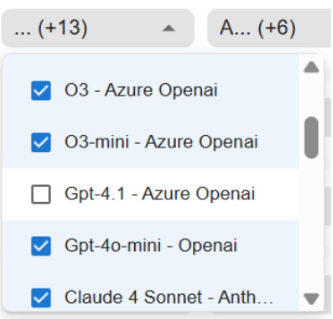 ... (+13)
A... (+6)
O3 - Azure Openai
O3-mini - Azure Openai
Gpt-4.1 - Azure Openai
Gpt-4o-mini - Openai
Claude 4 Sonnet - Anth...